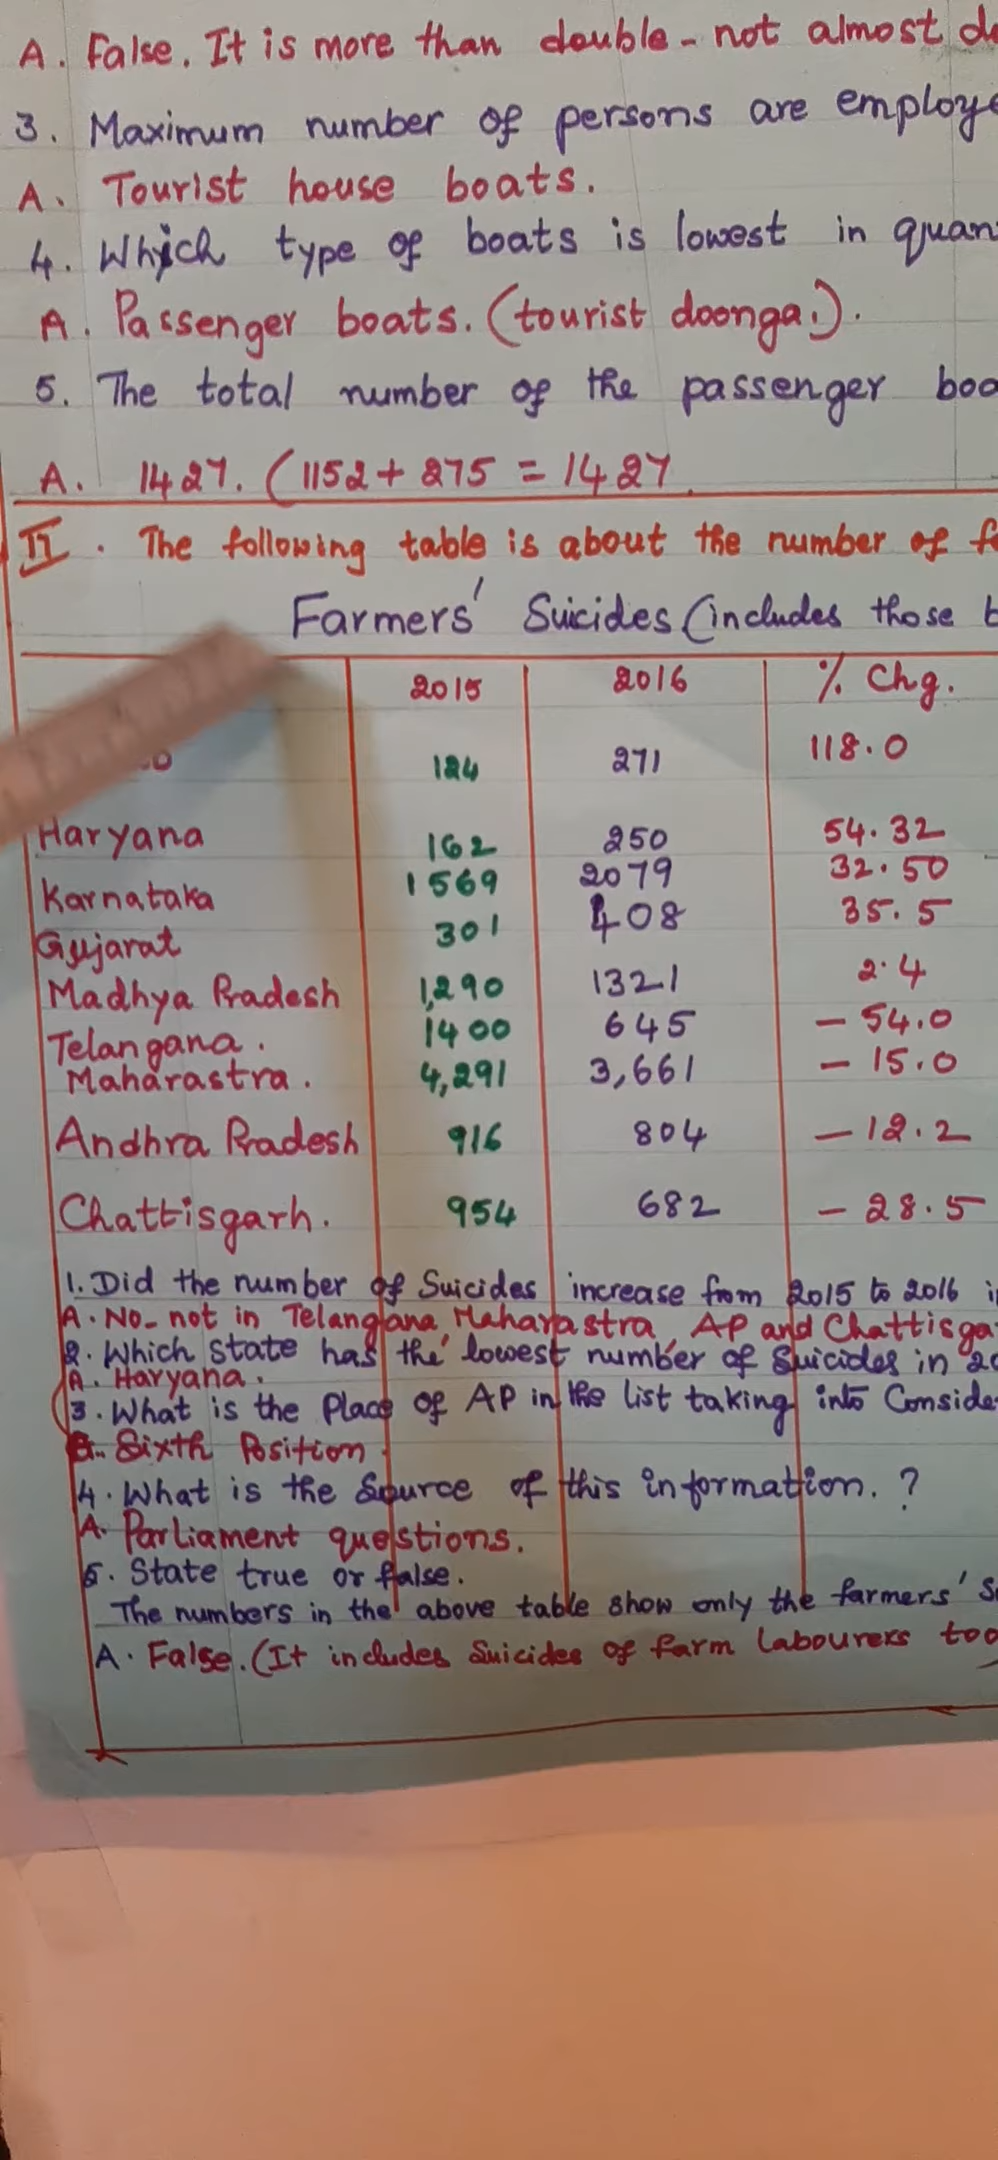 A. False. It is more than double - not almost
3. Maximum number of persons are employe
A. Tourist house boats.
4. Which type of boats is lowest in quan
A. Passenger boats. (tourist doonga.).
5. The total number of the passenger boa
A. 1427. (1152 + 275 = 1427
II. The following table is about the number of f
Farmers' Suicides (includes those b
2015 2016 % Chg.
124 271 118.0
Haryana 162 250 54.32
Karnataka 1569 2079 32.50
Gujarat 301 408 35.5
Madhya Pradesh 1,290 1321 2.4
Telangana. 1400 645 - 54.0
Maharastra. 4,291 3,661 - 15.0
Andhra Pradesh 916 804 - 12.2
Chattisgarh. 954 682 - 28.5
1. Did the number of Suicides increase from 2015 to 2016 i
A. No- not in Telangana, Maharastra, AP and Chattisga
2. Which state has the lowest number of Suicides in 20
A. Haryana.
3. What is the Place of AP in the list taking into Conside
Sixth Position
4. What is the Source of this information.?
A. Parliament questions.
5. State true or false.
The numbers in the above table show only the farmers' S
A. False. (It includes Suicides of farm labourers too